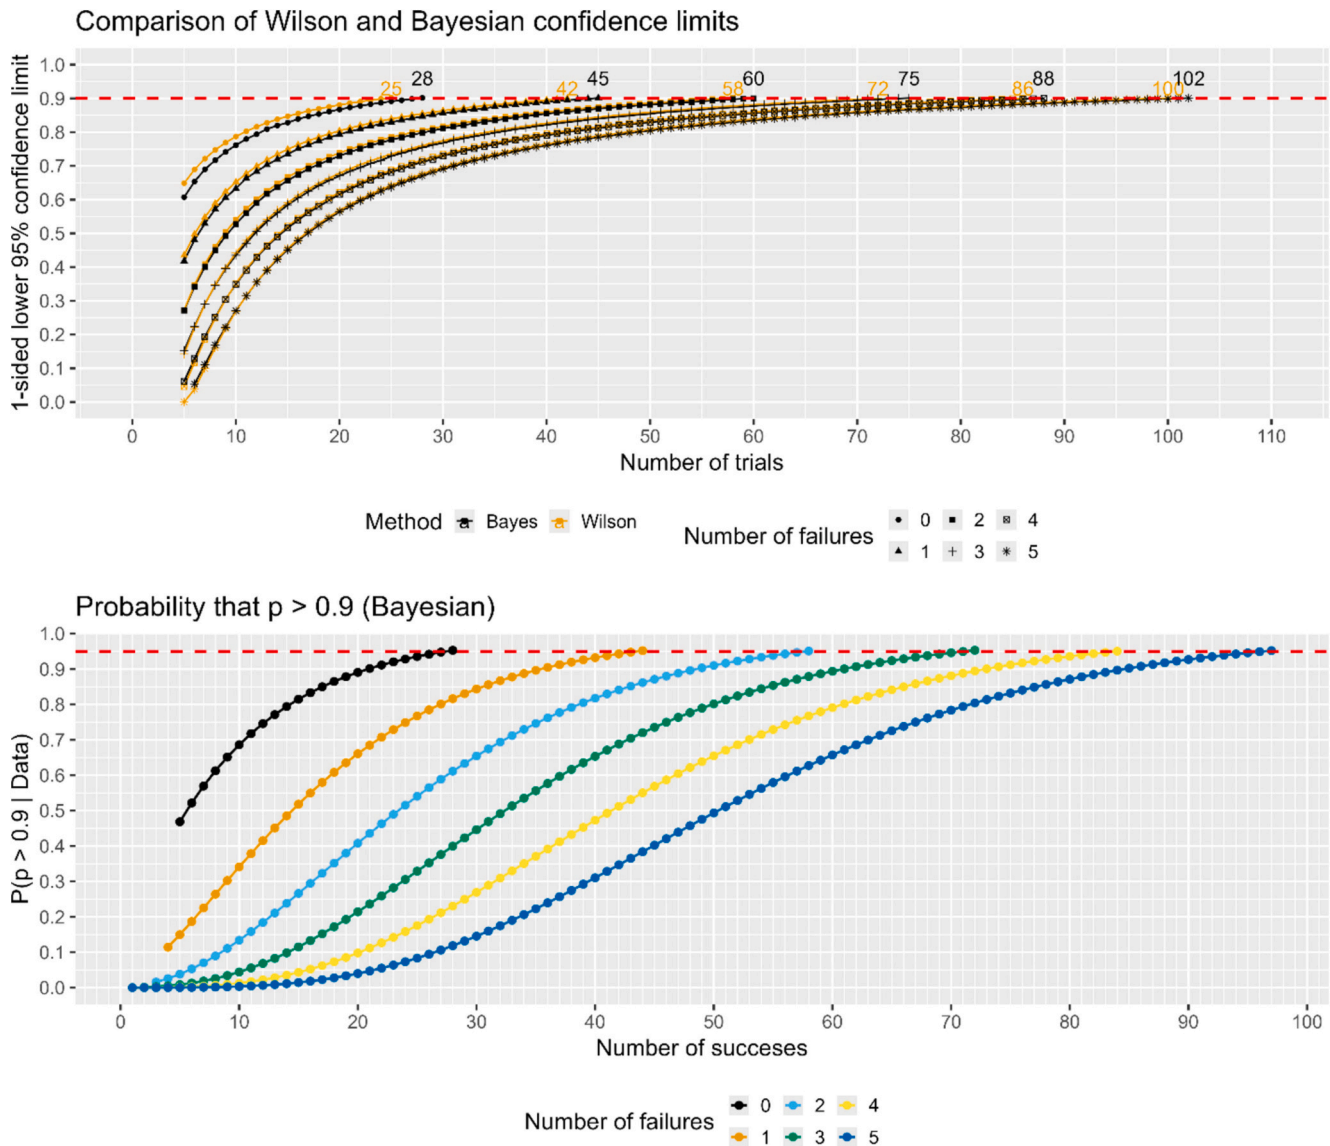 Comparison of Wilson and Bayesian confidence limits
1-sided lower 95% confidence limit
1.0
0.9
0.8
0.7
0.6
0.5
0.4
0.3
0.2
0.1
0.0
25 28 42 45 58 60 72 75 86 88 100 102
0 10 20 30 40 50 60 70 80 90 100 110
Number of trials
Method Bayes Wilson
Number of failures
0 2 4
1 3 5
Probability that p > 0.9 (Bayesian)
P(p > 0.9 | Data)
1.0
0.9
0.8
0.7
0.6
0.5
0.4
0.3
0.2
0.1
0.0
0 10 20 30 40 50 60 70 80 90 100
Number of succeses
Number of failures
0 2 4
1 3 5